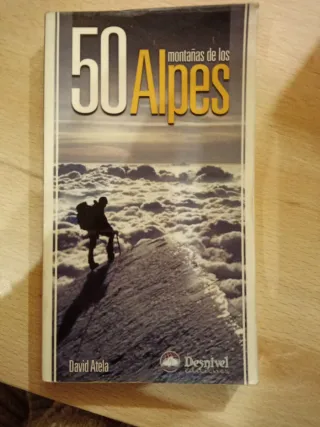 50 montañas de los
Alpes
David Atela
Desnivel